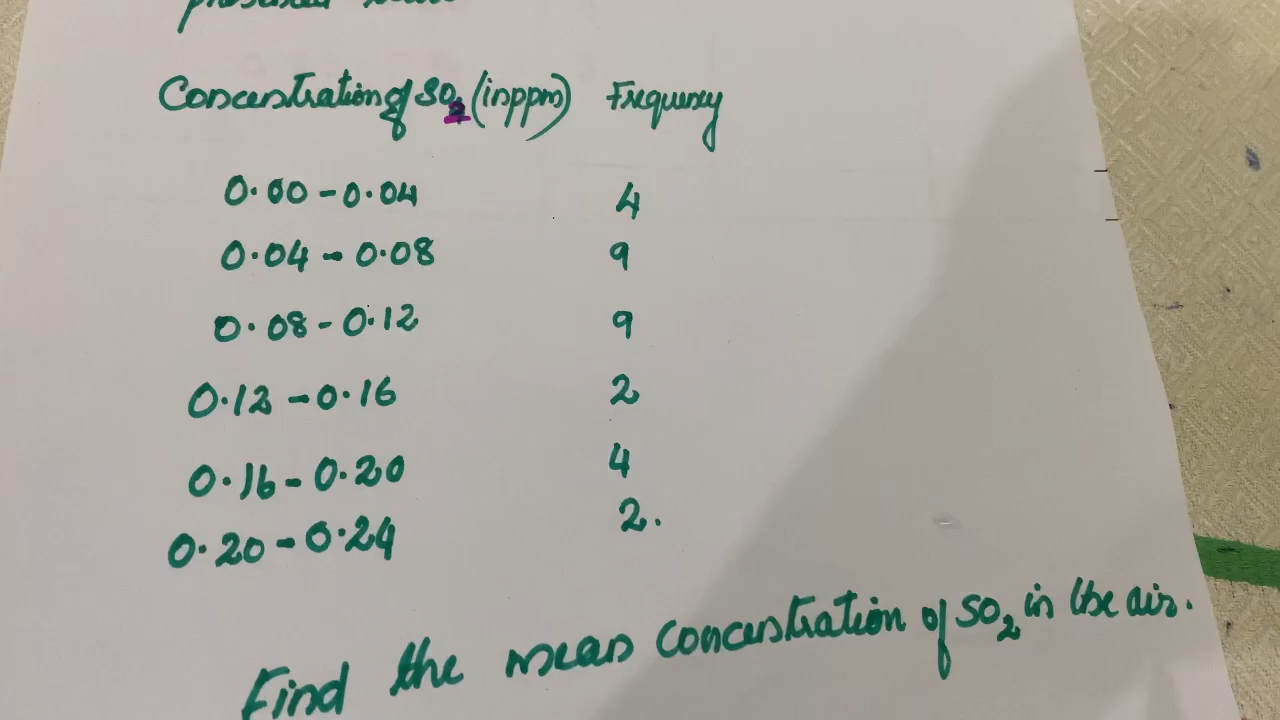 Concentration of SO2 (in ppm) Frequency
0.00 - 0.04 4
0.04 - 0.08 9
0.08 - 0.12 9
0.12 - 0.16 2
0.16 - 0.20 4
0.20 - 0.24 2.
Find the mean concentration of SO2 in the air.